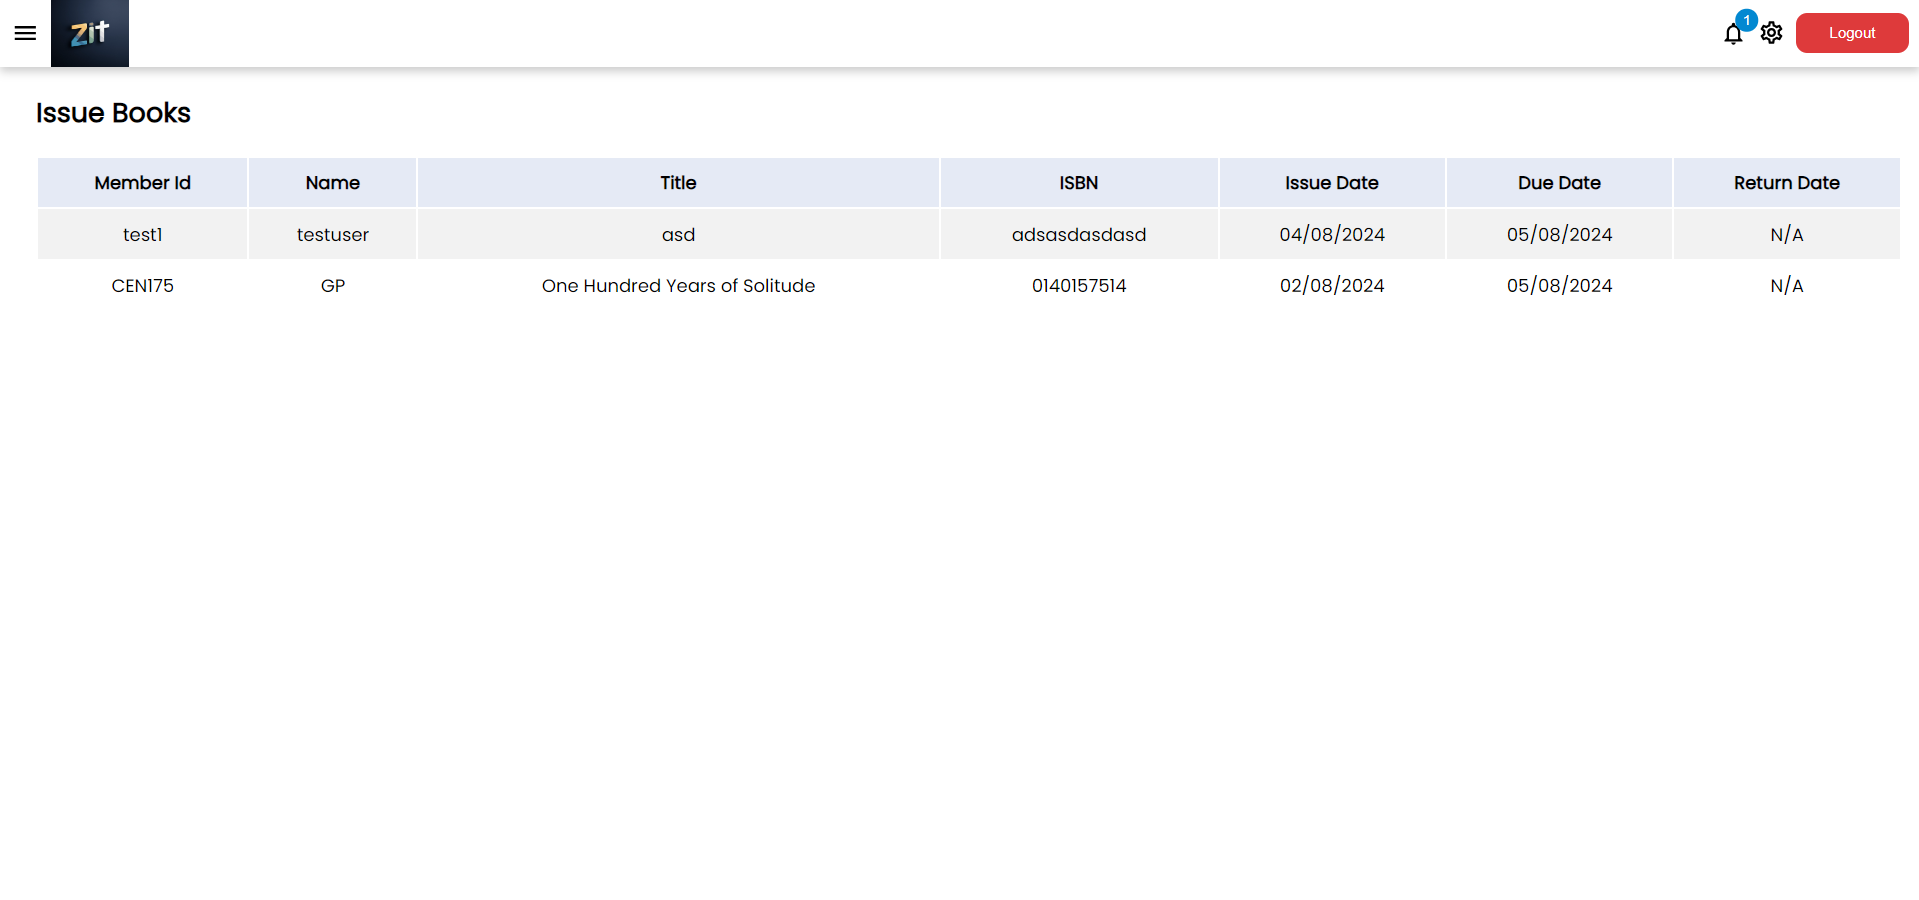 Zit
1
Logout
Issue Books
Member Id Name Title ISBN Issue Date Due Date Return Date
test1 testuser asd adsasdasdasd 04/08/2024 05/08/2024 N/A
CEN175 GP One Hundred Years of Solitude 0140157514 02/08/2024 05/08/2024 N/A